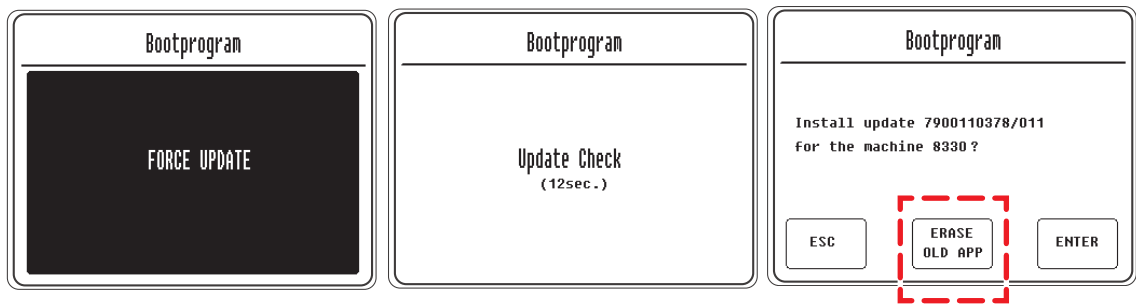 Bootprogram
FORCE UPDATE
Bootprogram
Update Check
(12sec.)
Bootprogram
Install update 7900110378/011
for the machine 8330?
ESC
ERASE
OLD APP
ENTER